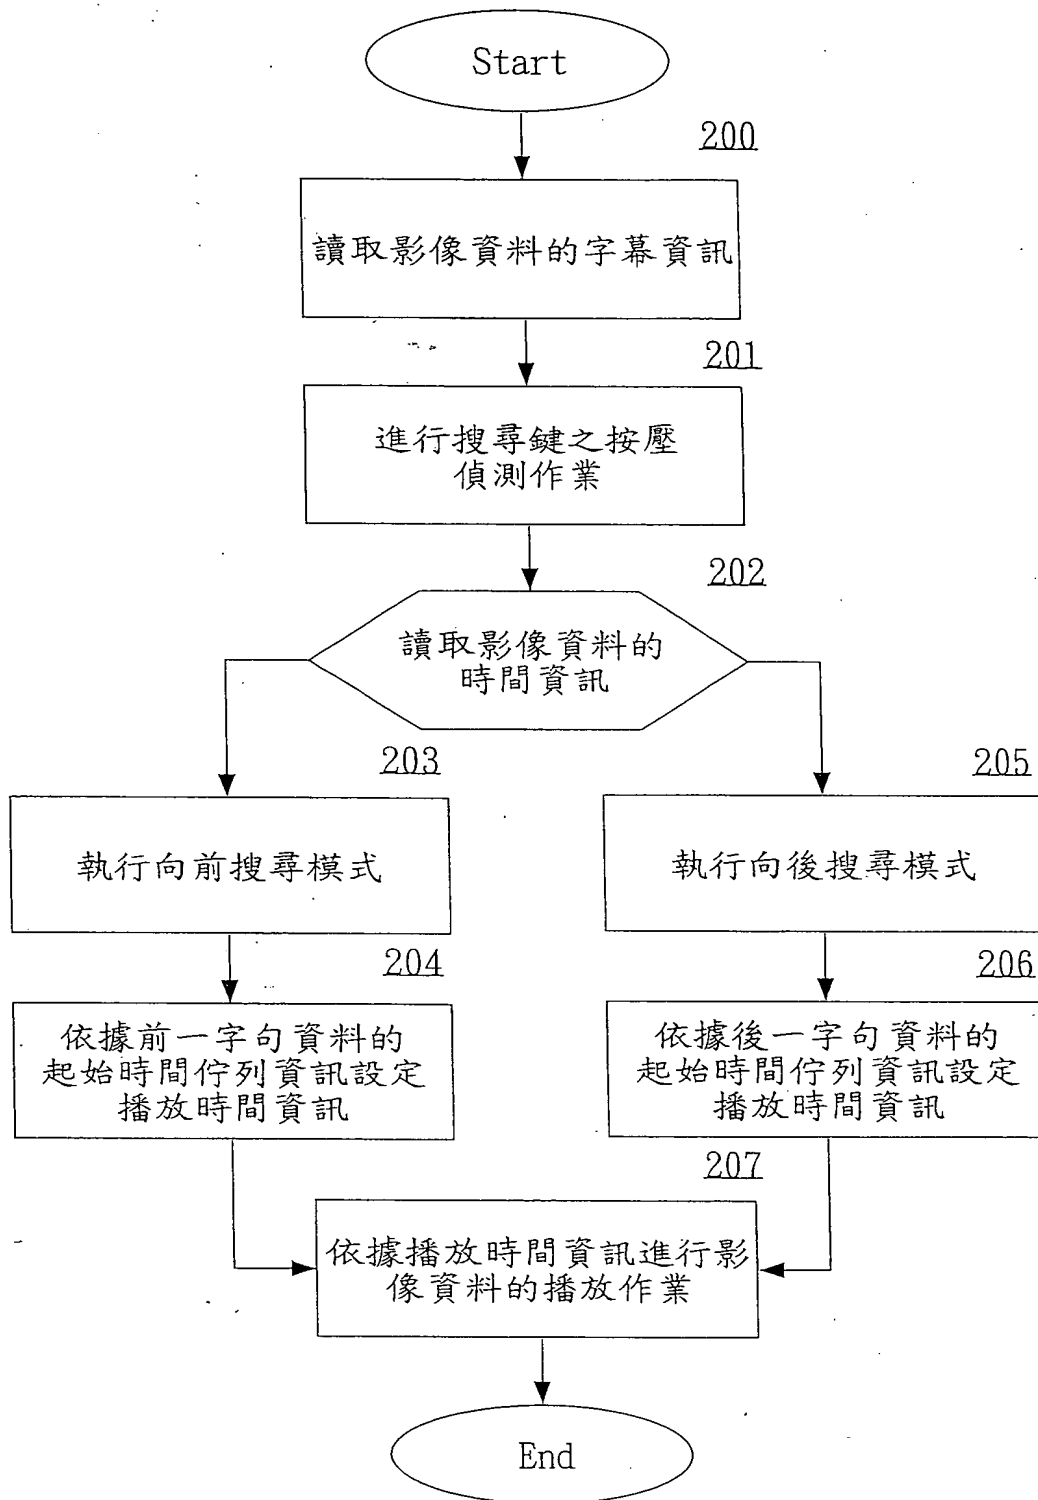 Start
200
讀取影像資料的字幕資訊
201
進行搜尋鍵之按壓
偵測作業
202
讀取影像資料的
時間資訊
203
執行向前搜尋模式
204
依據前一字句資料的
起始時間佇列資訊設定
播放時間資訊
205
執行向後搜尋模式
206
依據後一字句資料的
起始時間佇列資訊設定
播放時間資訊
207
依據播放時間資訊進行影
像資料的播放作業
End